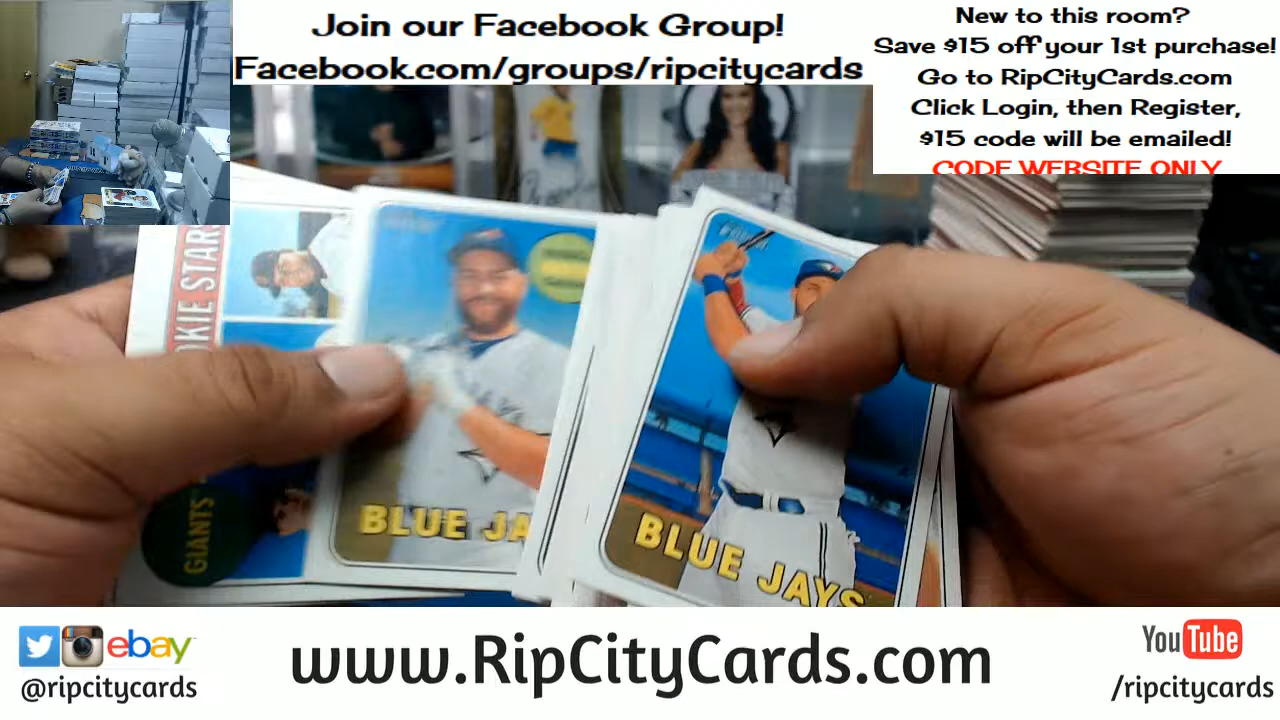 Join our Facebook Group!
Facebook.com/groups/ripcitycards
New to this room?
Save $15 off your 1st purchase!
Go to RipCityCards.com
Click Login, then Register,
$15 code will be emailed!
CODE WEBSITE ONLY
KIE STARS
GIANTS
BLUE JA
BLUE JAYS
ebay
@ripcitycards
www.RipCityCards.com
YouTube
/ripcitycards